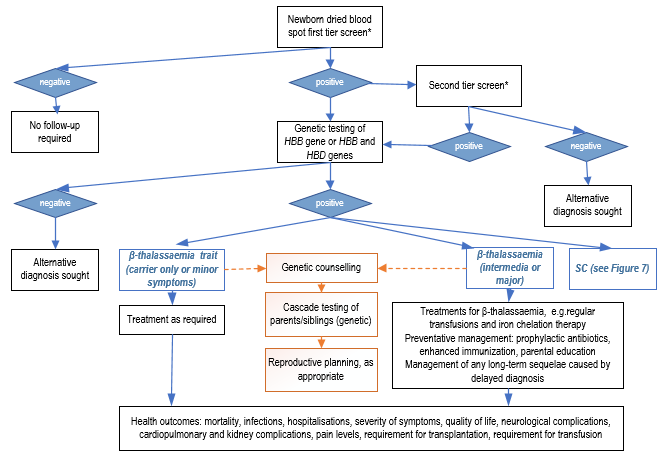 Newborn dried blood
spot first tier screen*
negative
positive
Second tier screen*
No follow-up
required
Genetic testing of
HBB gene or HBB and
HBD genes
positive
negative
Alternative
diagnosis sought
negative
positive
Alternative
diagnosis sought
β-thalassaemia trait
(carrier only or minor
symptoms)
Genetic counselling
β-thalassaemia
(intermedia or
major)
SC (see Figure 7)
Treatment as required
Cascade testing of
parents/siblings (genetic)
Reproductive planning, as
appropriate
Treatments for β-thalassaemia, e.g.regular
transfusions and iron chelation therapy
Preventative management: prophylactic antibiotics,
enhanced immunization, parental education
Management of any long-term sequelae caused by
delayed diagnosis
Health outcomes: mortality, infections, hospitalisations, severity of symptoms, quality of life, neurological complications,
cardiopulmonary and kidney complications, pain levels, requirement for transplantation, requirement for transfusion